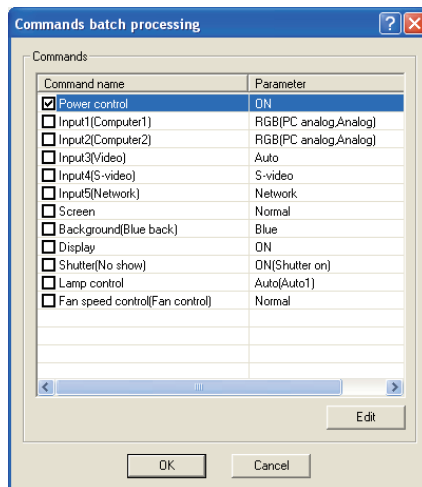 Commands batch processing
Commands
Command name Parameter
Power control ON
Input1(Computer1) RGB(PC analog,Analog)
Input2(Computer2) RGB(PC analog,Analog)
Input3(Video) Auto
Input4(S-video) S-video
Input5(Network) Network
Screen Normal
Background(Blue back) Blue
Display ON
Shutter(No show) ON(Shutter on)
Lamp control Auto(Auto1)
Fan speed control(Fan control) Normal
Edit
OK Cancel